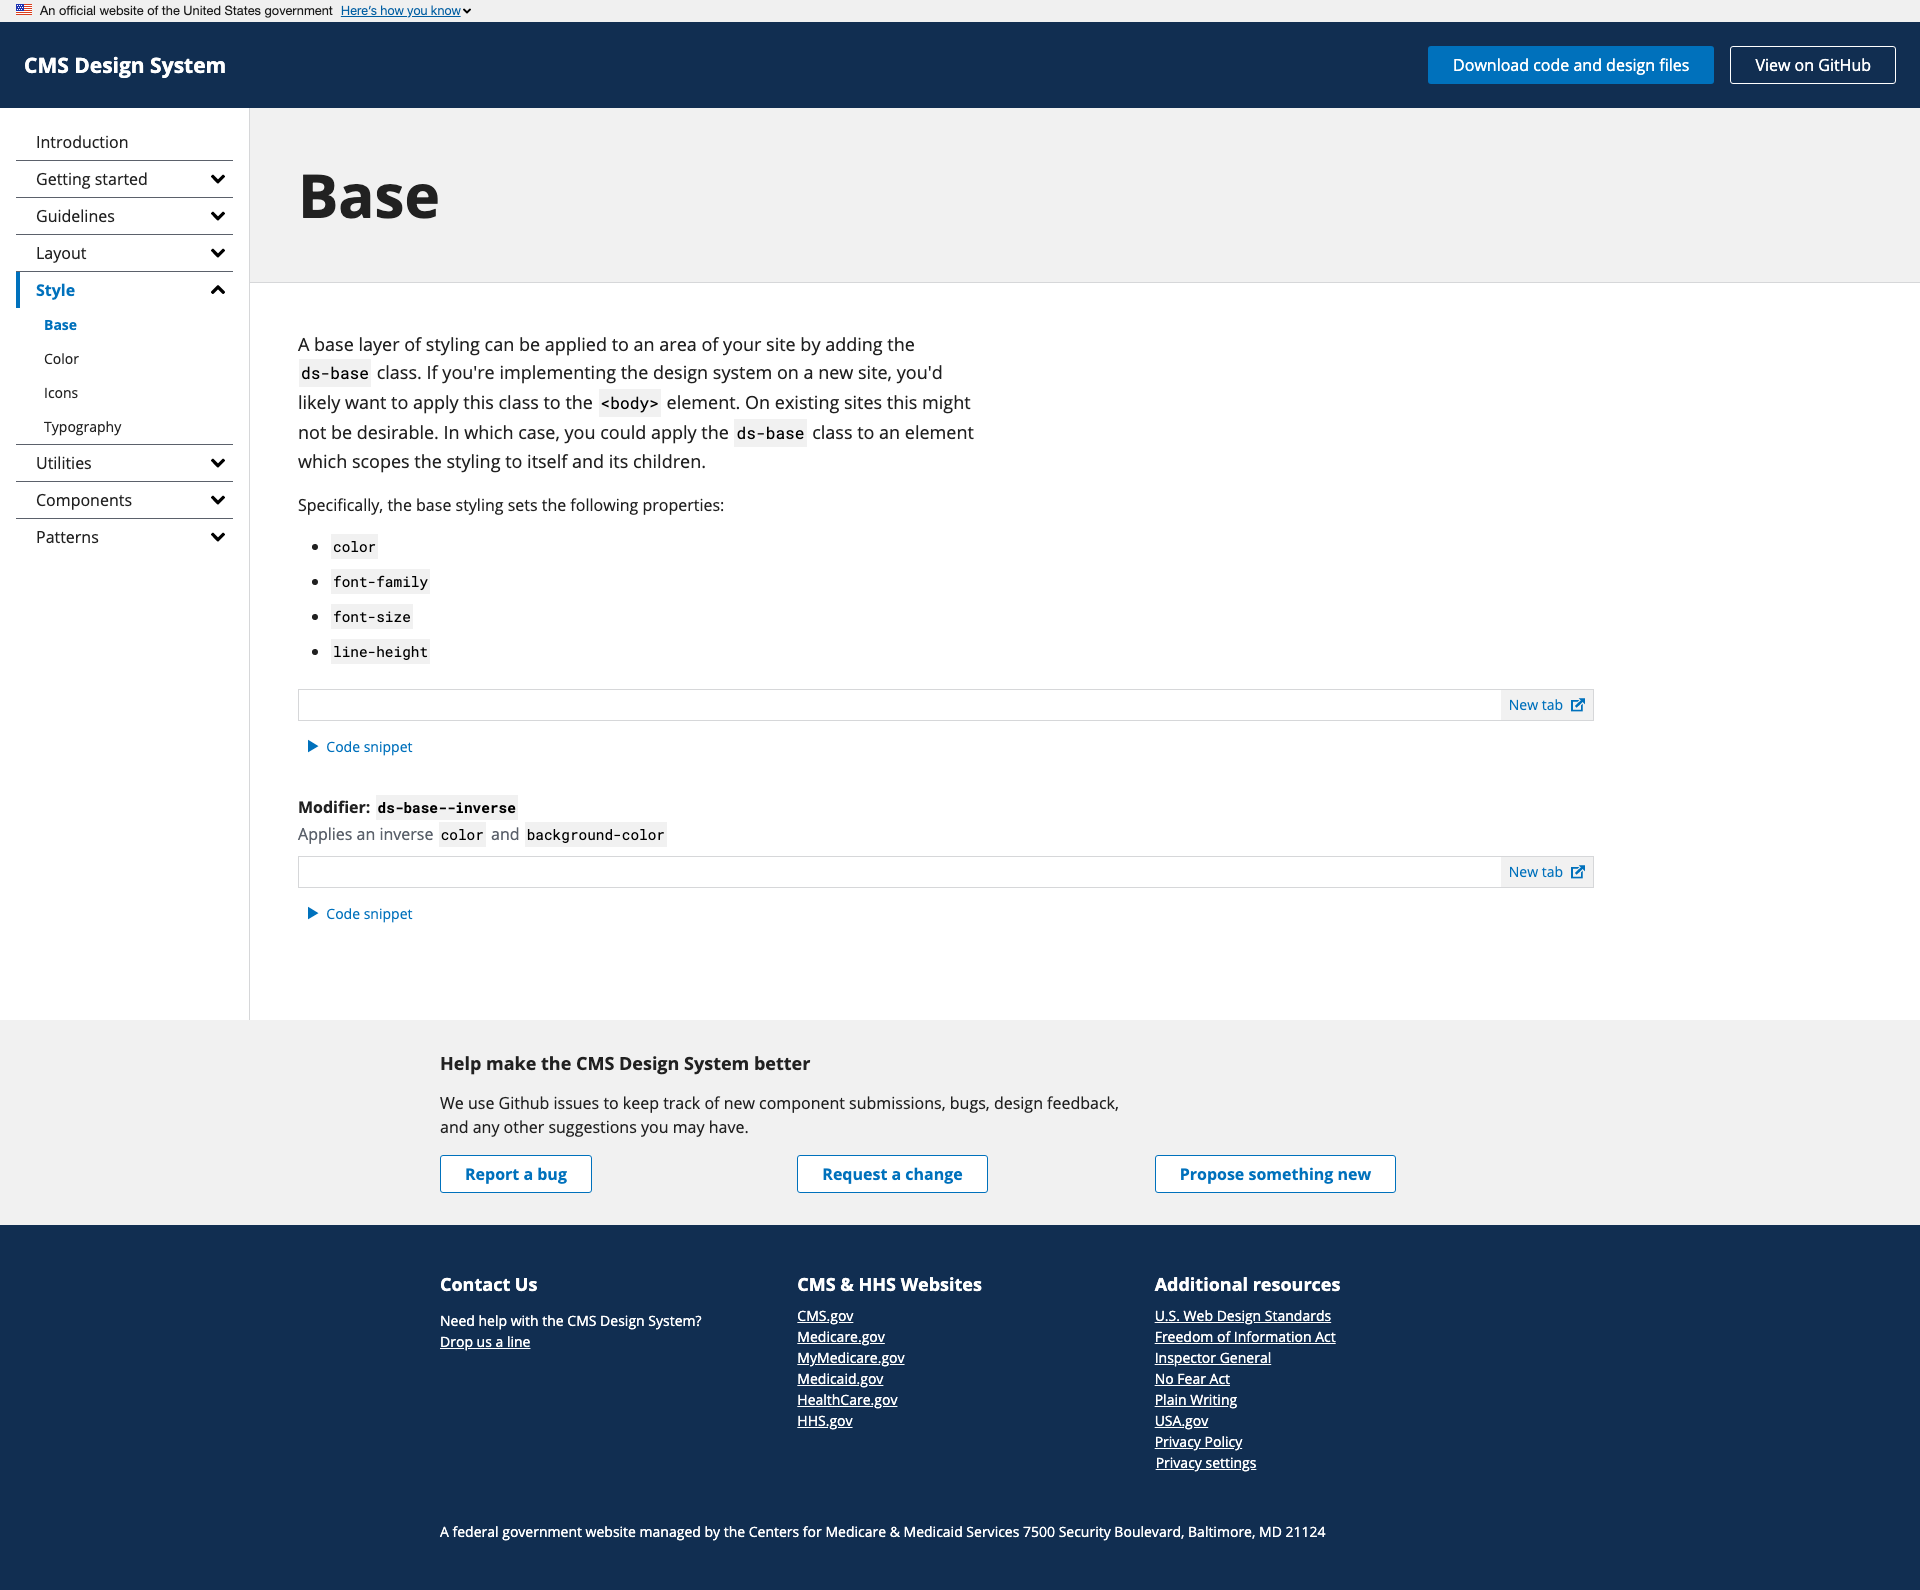 An official website of the United States government Here's how you know
CMS Design System
Download code and design files
View on GitHub
Introduction
Getting started
Guidelines
Layout
Style
Base
Color
Icons
Typography
Utilities
Components
Patterns
Base
A base layer of styling can be applied to an area of your site by adding the
ds-base class. If you're implementing the design system on a new site, you'd
likely want to apply this class to the <body> element. On existing sites this might
not be desirable. In which case, you could apply the ds-base class to an element
which scopes the styling to itself and its children.
Specifically, the base styling sets the following properties:
color
font-family
font-size
line-height
New tab
Code snippet
Modifier: ds-base--inverse
Applies an inverse color and background-color
New tab
Code snippet
Help make the CMS Design System better
We use Github issues to keep track of new component submissions, bugs, design feedback,
and any other suggestions you may have.
Report a bug
Request a change
Propose something new
Contact Us
Need help with the CMS Design System?
Drop us a line
CMS & HHS Websites
CMS.gov
Medicare.gov
MyMedicare.gov
Medicaid.gov
HealthCare.gov
HHS.gov
Additional resources
U.S. Web Design Standards
Freedom of Information Act
Inspector General
No Fear Act
Plain Writing
USA.gov
Privacy Policy
Privacy settings
A federal government website managed by the Centers for Medicare & Medicaid Services 7500 Security Boulevard, Baltimore, MD 21124